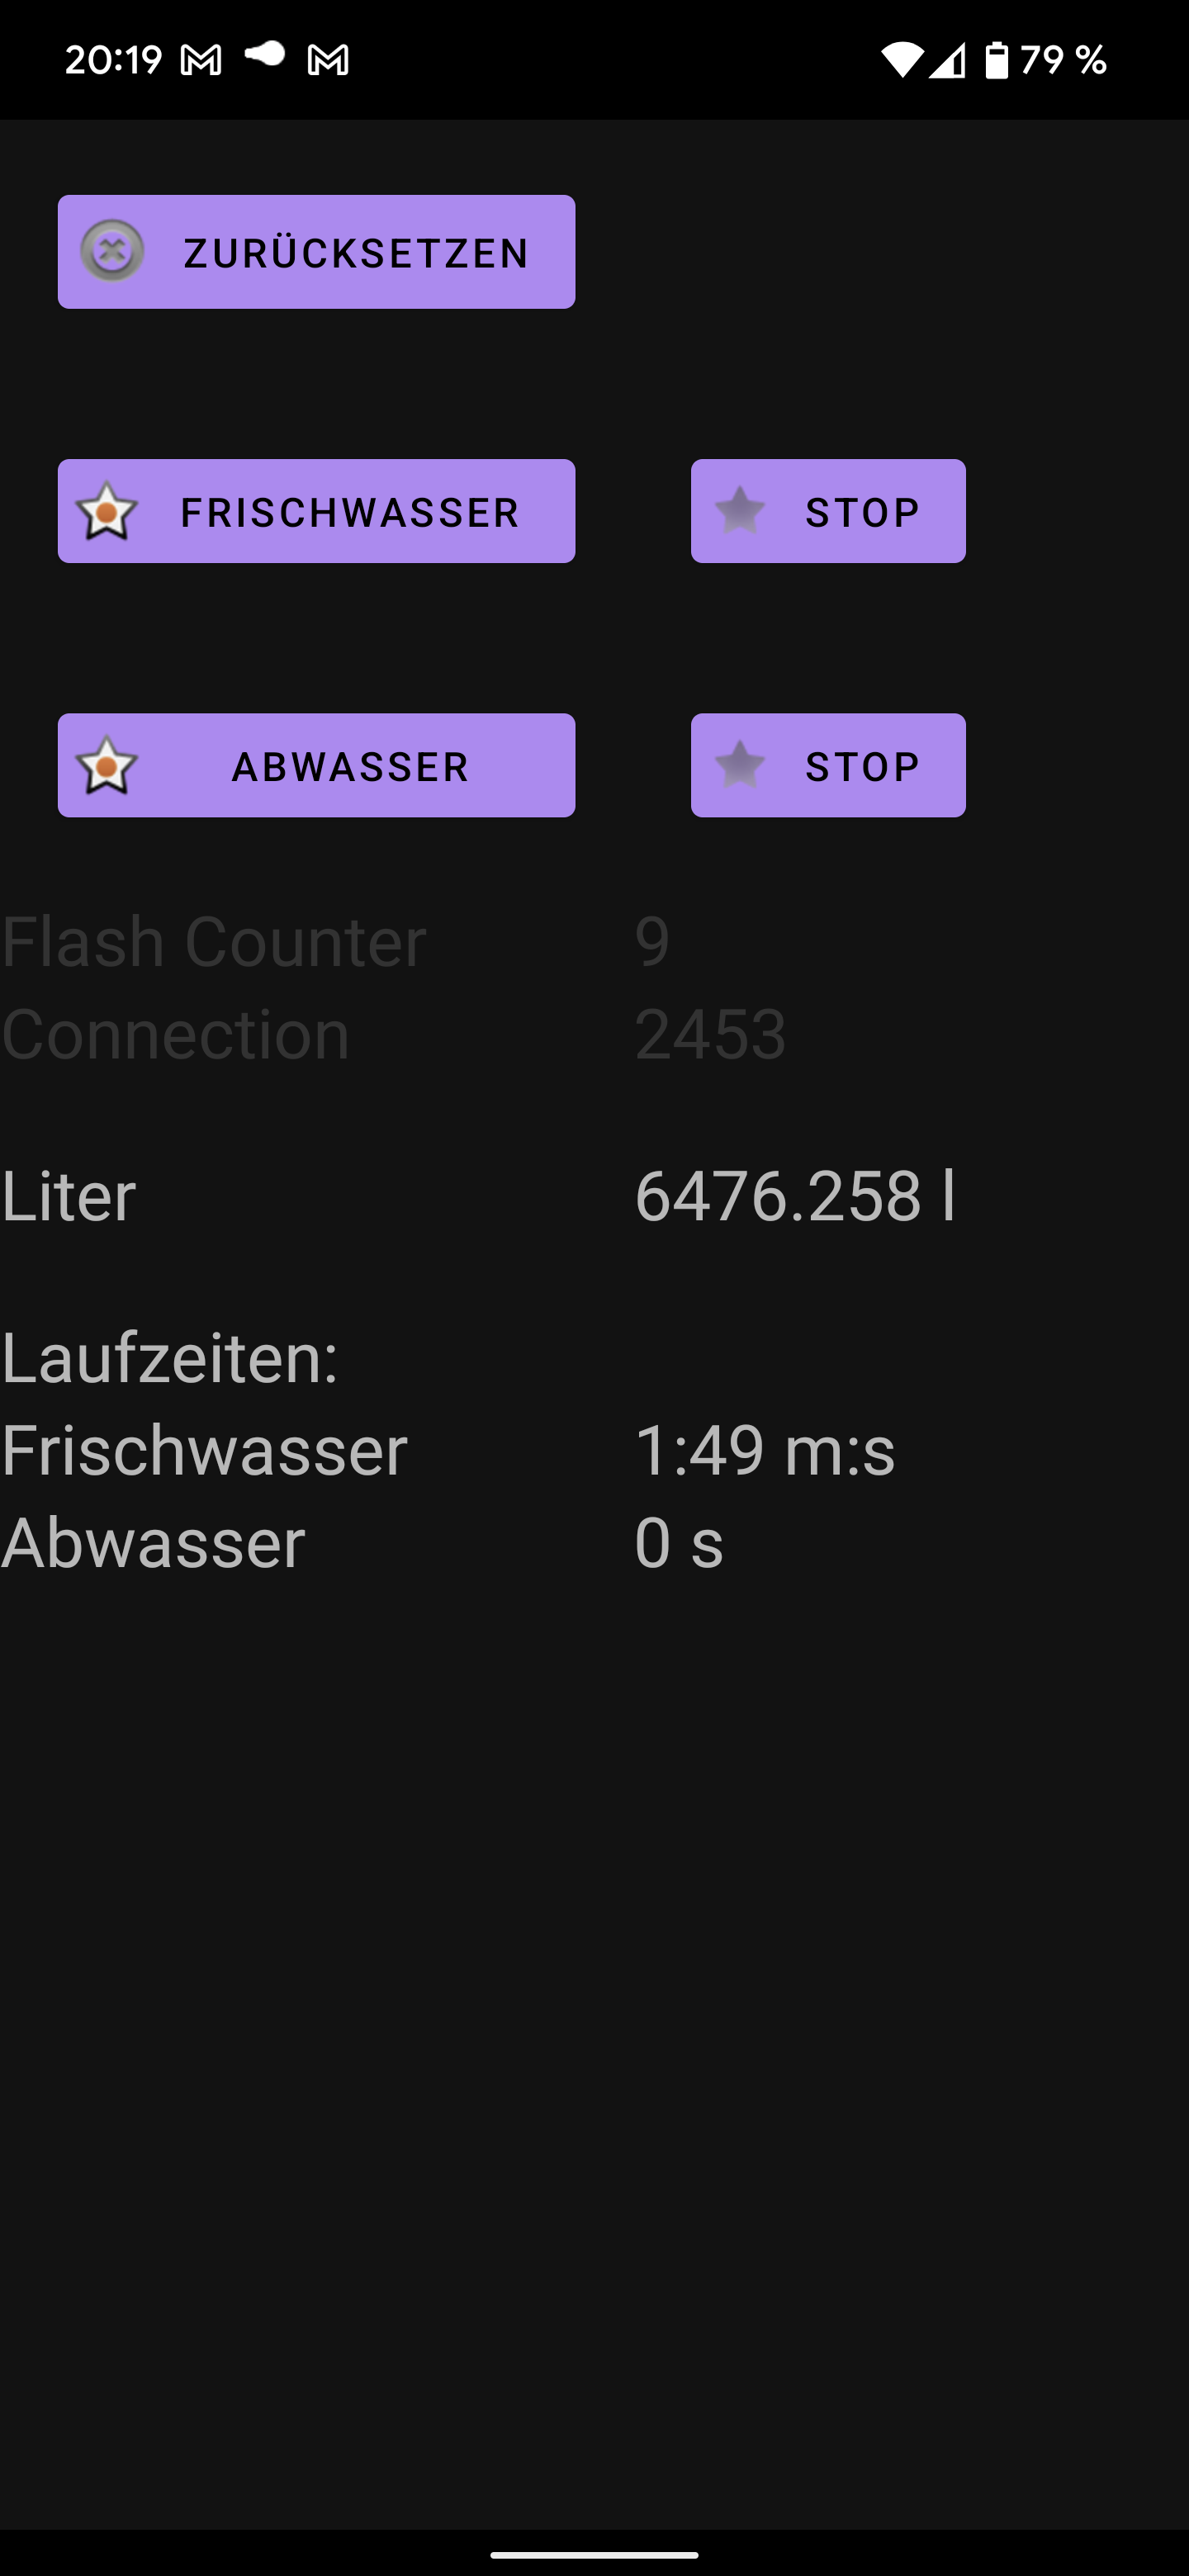 20:19 79 %
ZURÜCKSETZEN
FRISCHWASSER STOP
ABWASSER STOP
Flash Counter 9
Connection 2453
Liter 6476.258 l
Laufzeiten:
Frischwasser 1:49 m:s
Abwasser 0 s